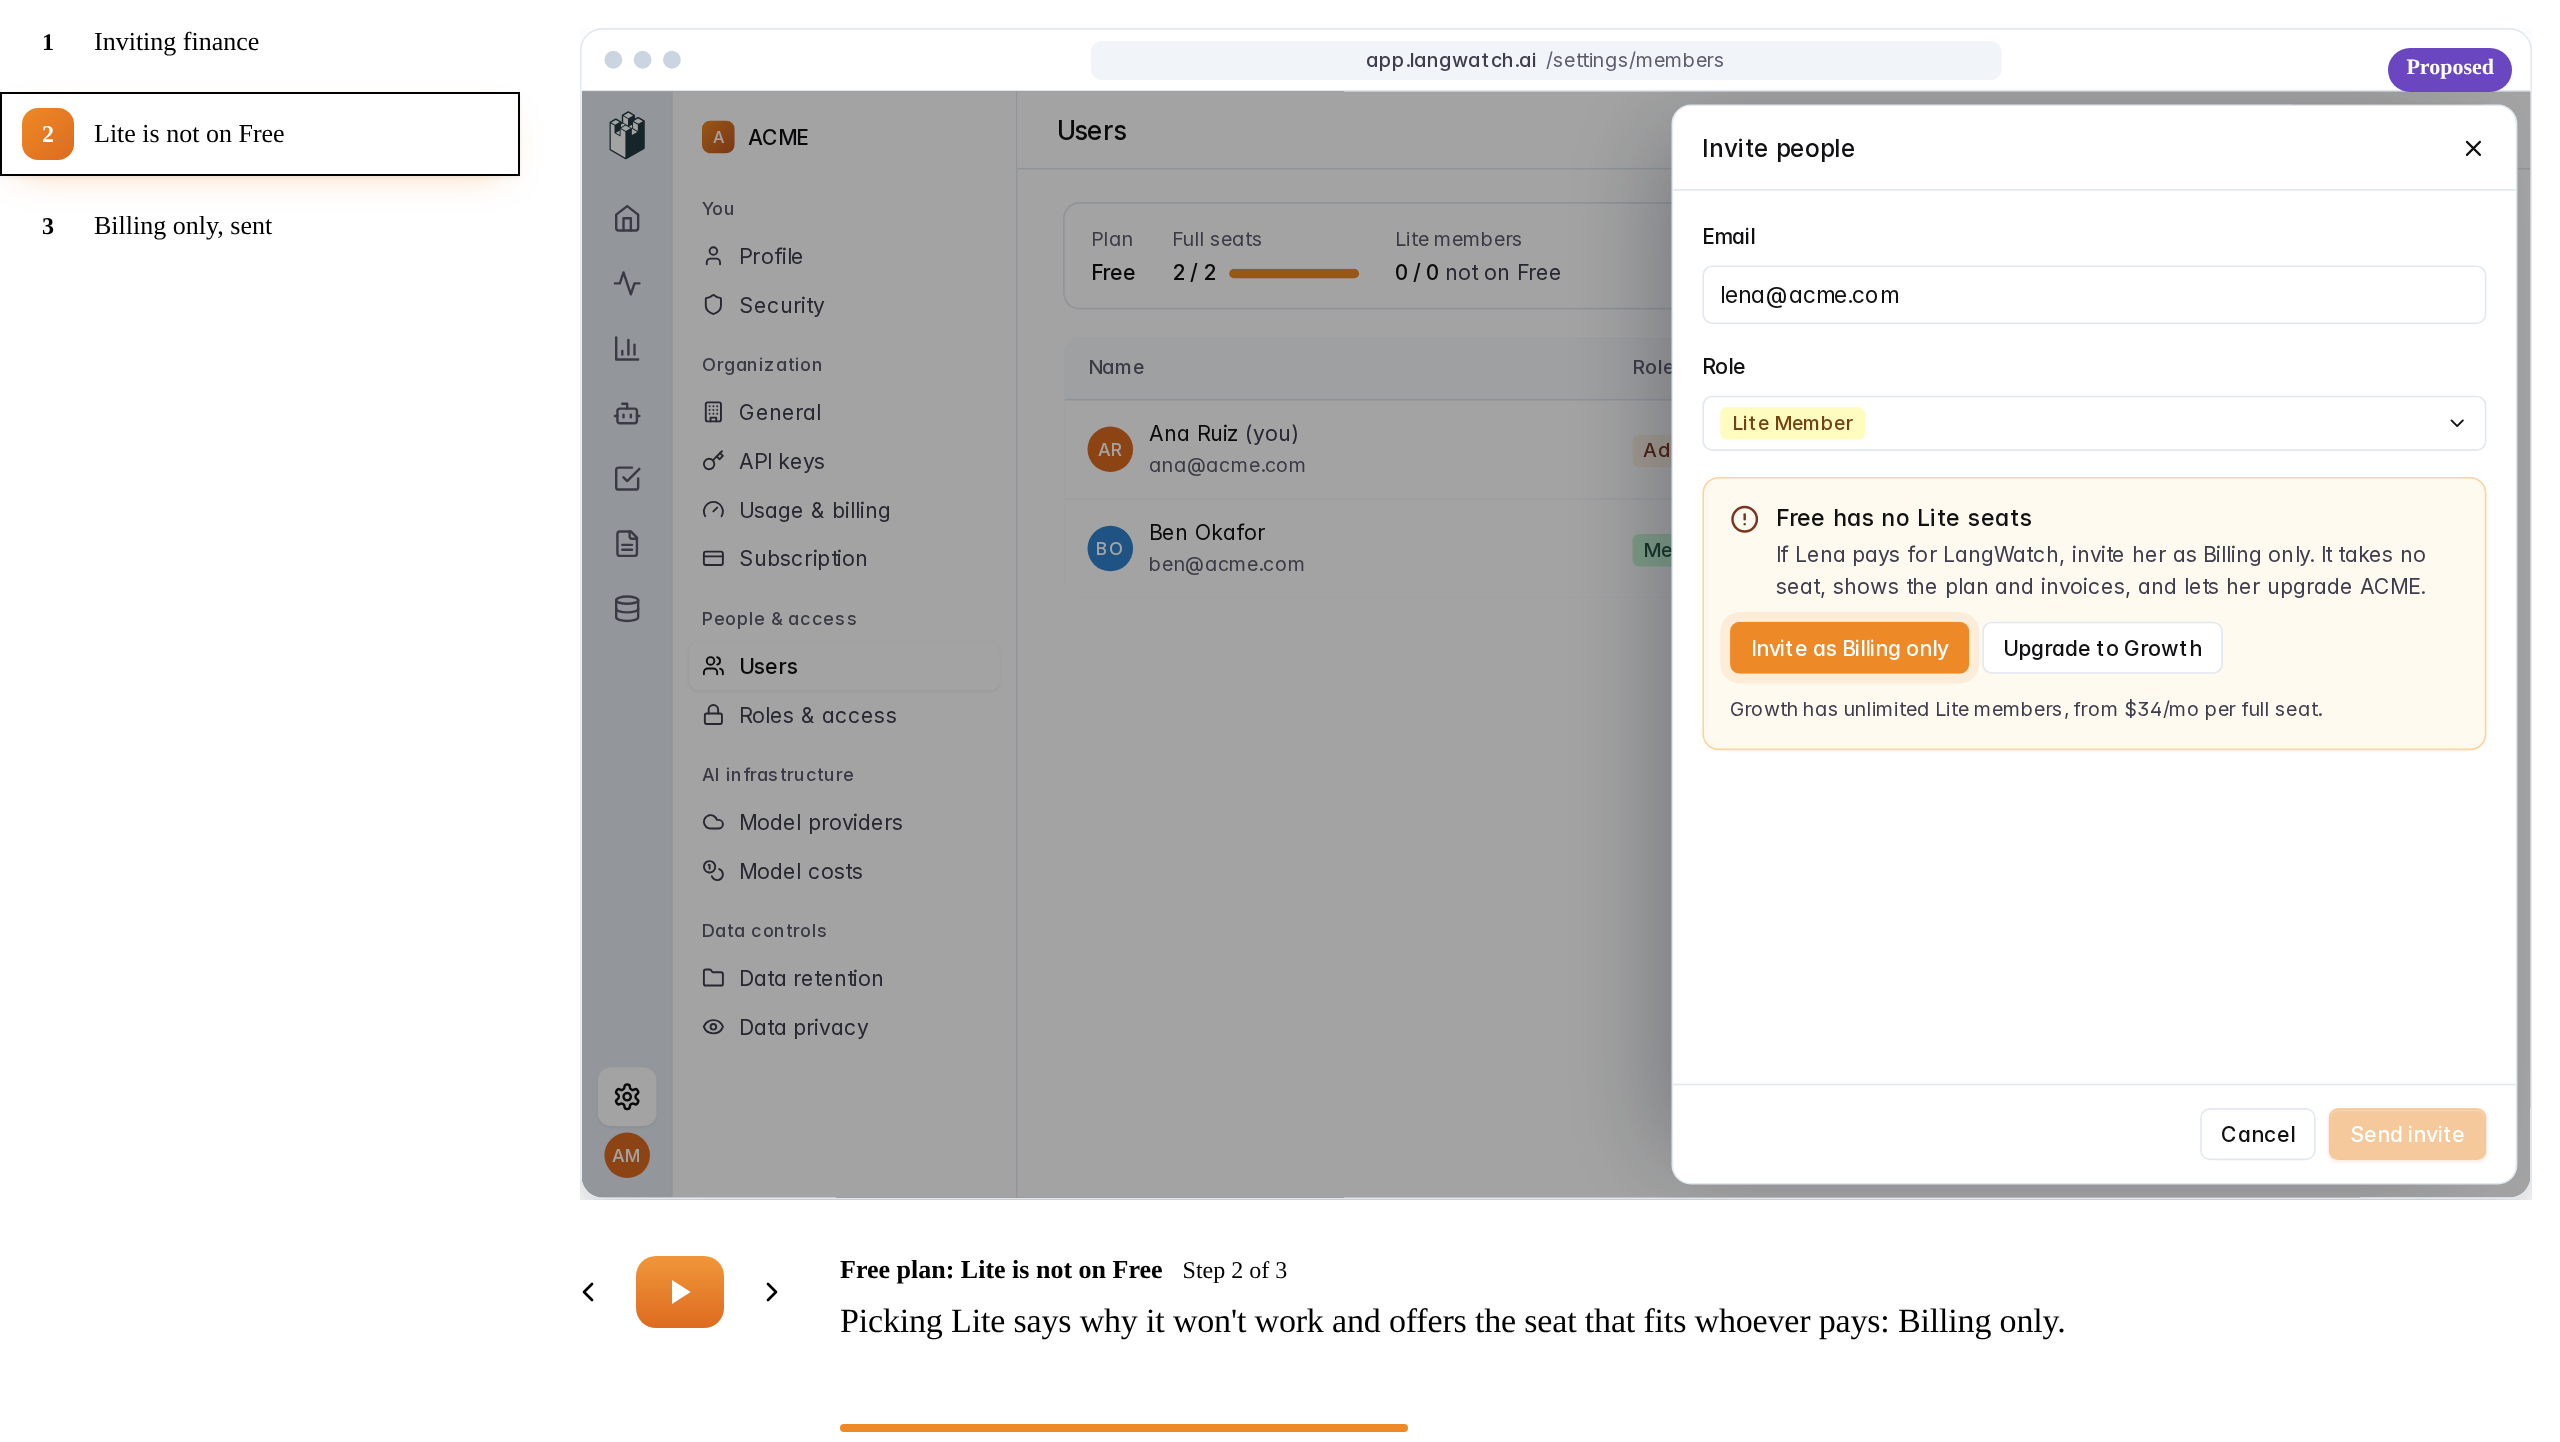 1 Inviting finance
2 Lite is not on Free
3 Billing only, sent
app.langwatch.ai /settings/members
Proposed
A ACME
You
Profile
Security
Organization
General
API keys
Usage & billing
Subscription
People & access
Users
Roles & access
AI infrastructure
Model providers
Model costs
Data controls
Data retention
Data privacy
AM
Users
Plan Full seats Lite members
Free 2 / 2 0 / 0 not on Free
Name Role
AR Ana Ruiz (you) Ad
ana@acme.com
BO Ben Okafor Me
ben@acme.com
Invite people
Email
lena@acme.com
Role
Lite Member
Free has no Lite seats
If Lena pays for LangWatch, invite her as Billing only. It takes no
seat, shows the plan and invoices, and lets her upgrade ACME.
Invite as Billing only Upgrade to Growth
Growth has unlimited Lite members, from $34/mo per full seat.
Cancel Send invite
Free plan: Lite is not on Free Step 2 of 3
Picking Lite says why it won't work and offers the seat that fits whoever pays: Billing only.